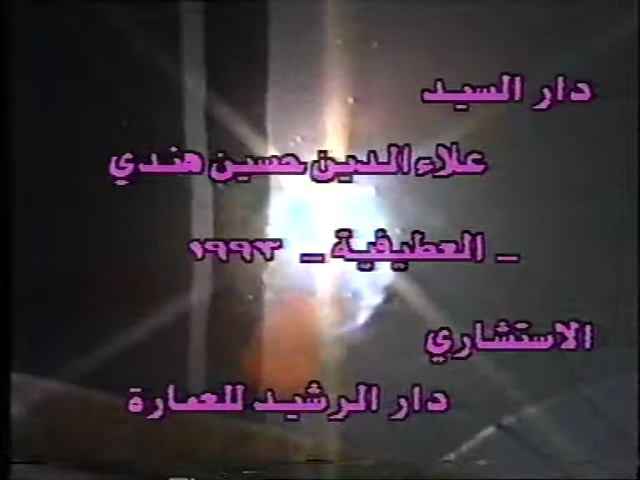 دار السيد
علاء الدين حسين هندي
_ العطيفية _ ١٩٩٣
الاستشاري
دار الرشيد للعمارة